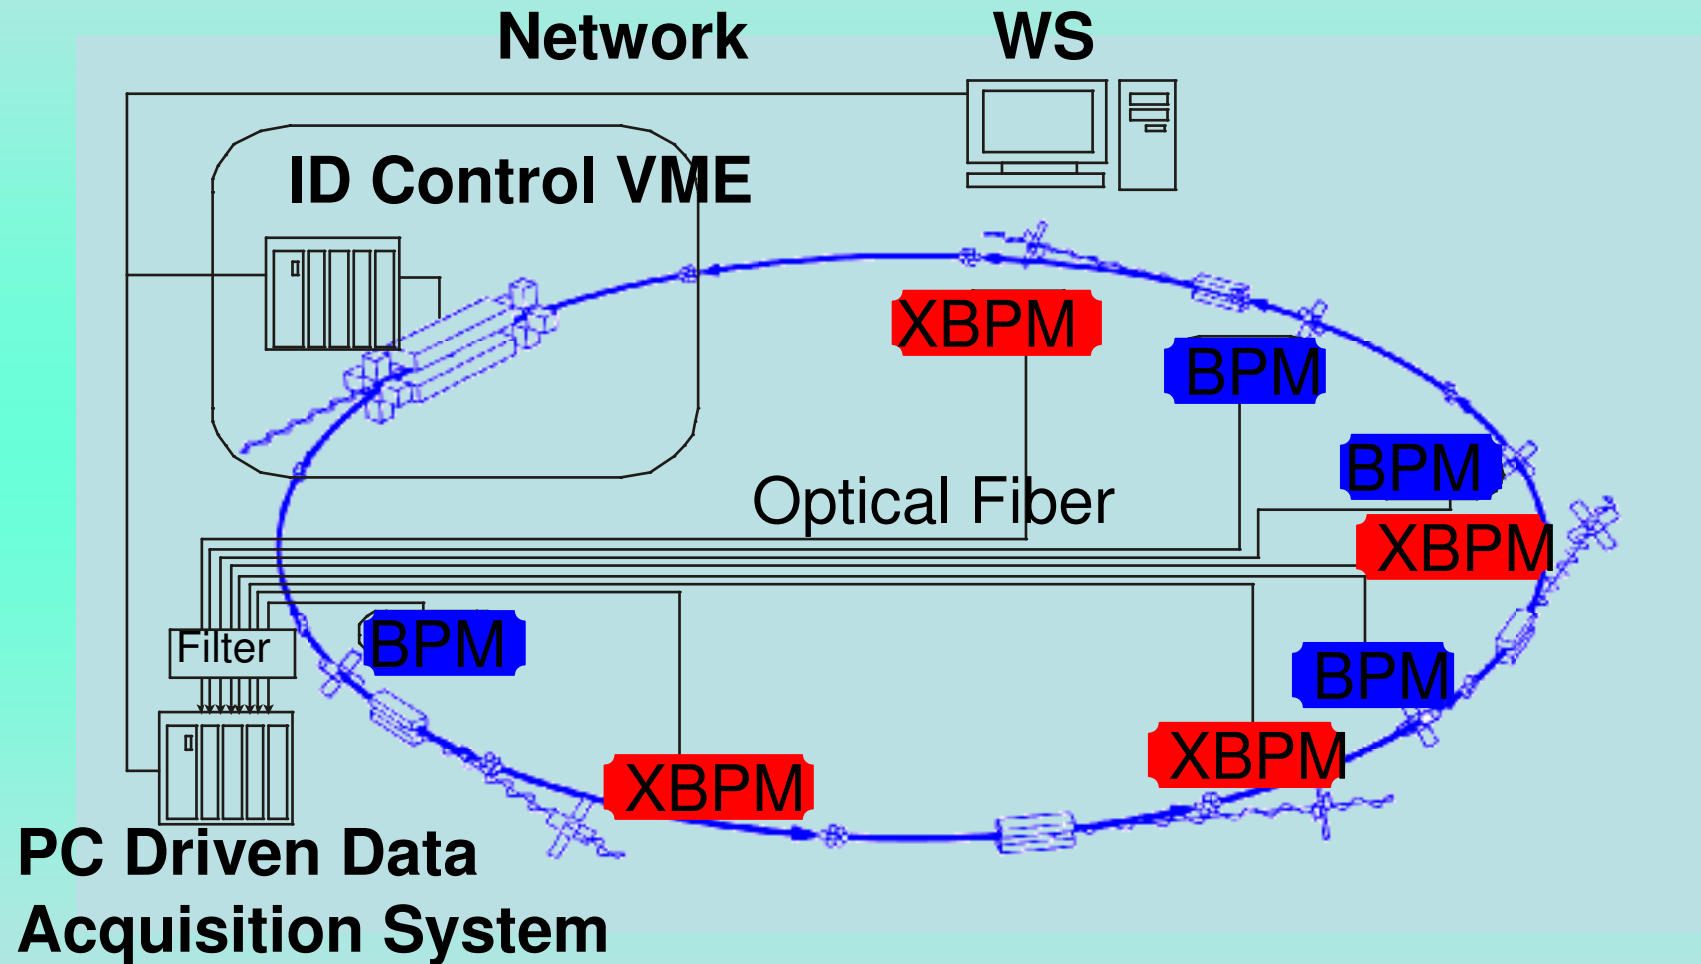 Network
WS
ID Control VME
XBPM
BPM
BPM
Optical Fiber
XBPM
Filter
BPM
BPM
XBPM
XBPM
PC Driven Data
Acquisition System